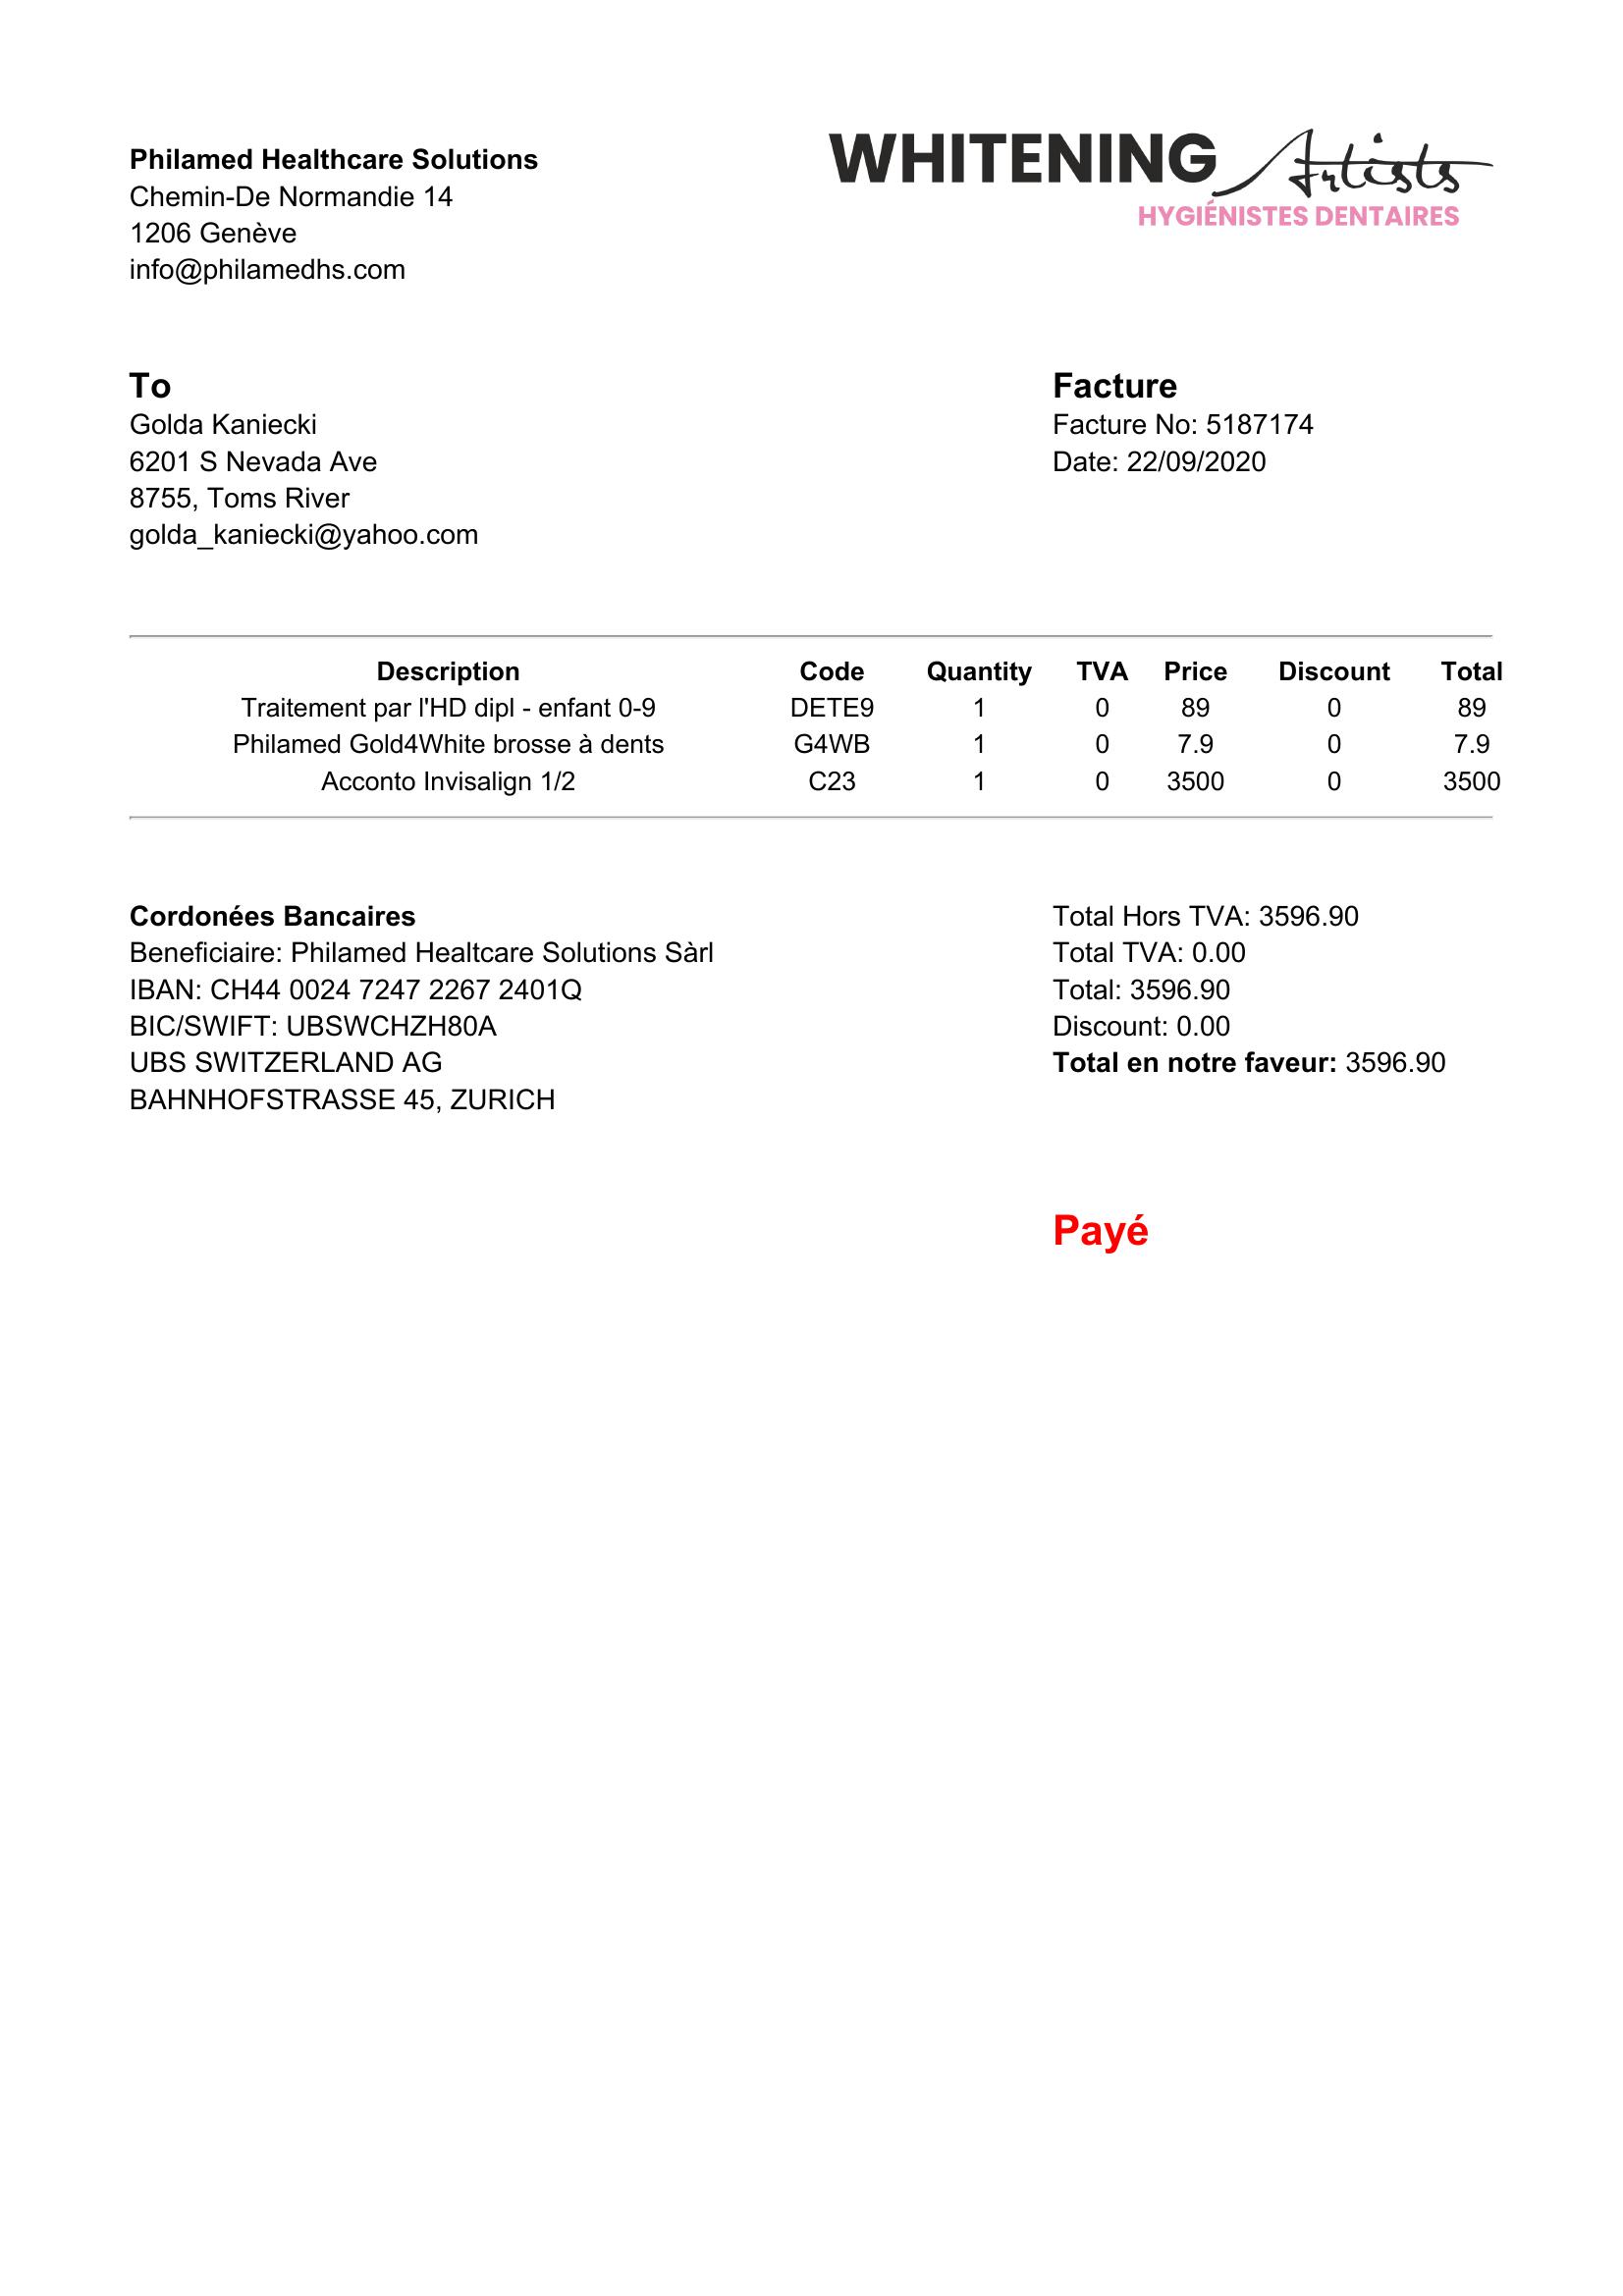 Philamed Healthcare Solutions
Chemin-De Normandie 14
1206 Genève
info@philamedhs.com
WHITENING Artists
HYGIÉNISTES DENTAIRES
To
Golda Kaniecki
6201 S Nevada Ave
8755, Toms River
golda_kaniecki@yahoo.com
Facture
Facture No: 5187174
Date: 22/09/2020
Description Code Quantity TVA Price Discount Total
Traitement par l'HD dipl - enfant 0-9 DETE9 1 0 89 0 89
Philamed Gold4White brosse à dents G4WB 1 0 7.9 0 7.9
Acconto Invisalign 1/2 C23 1 0 3500 0 3500
Cordonées Bancaires
Beneficiaire: Philamed Healtcare Solutions Sàrl
IBAN: CH44 0024 7247 2267 2401Q
BIC/SWIFT: UBSWCHZH80A
UBS SWITZERLAND AG
BAHNHOFSTRASSE 45, ZURICH
Total Hors TVA: 3596.90
Total TVA: 0.00
Total: 3596.90
Discount: 0.00
Total en notre faveur: 3596.90
Payé